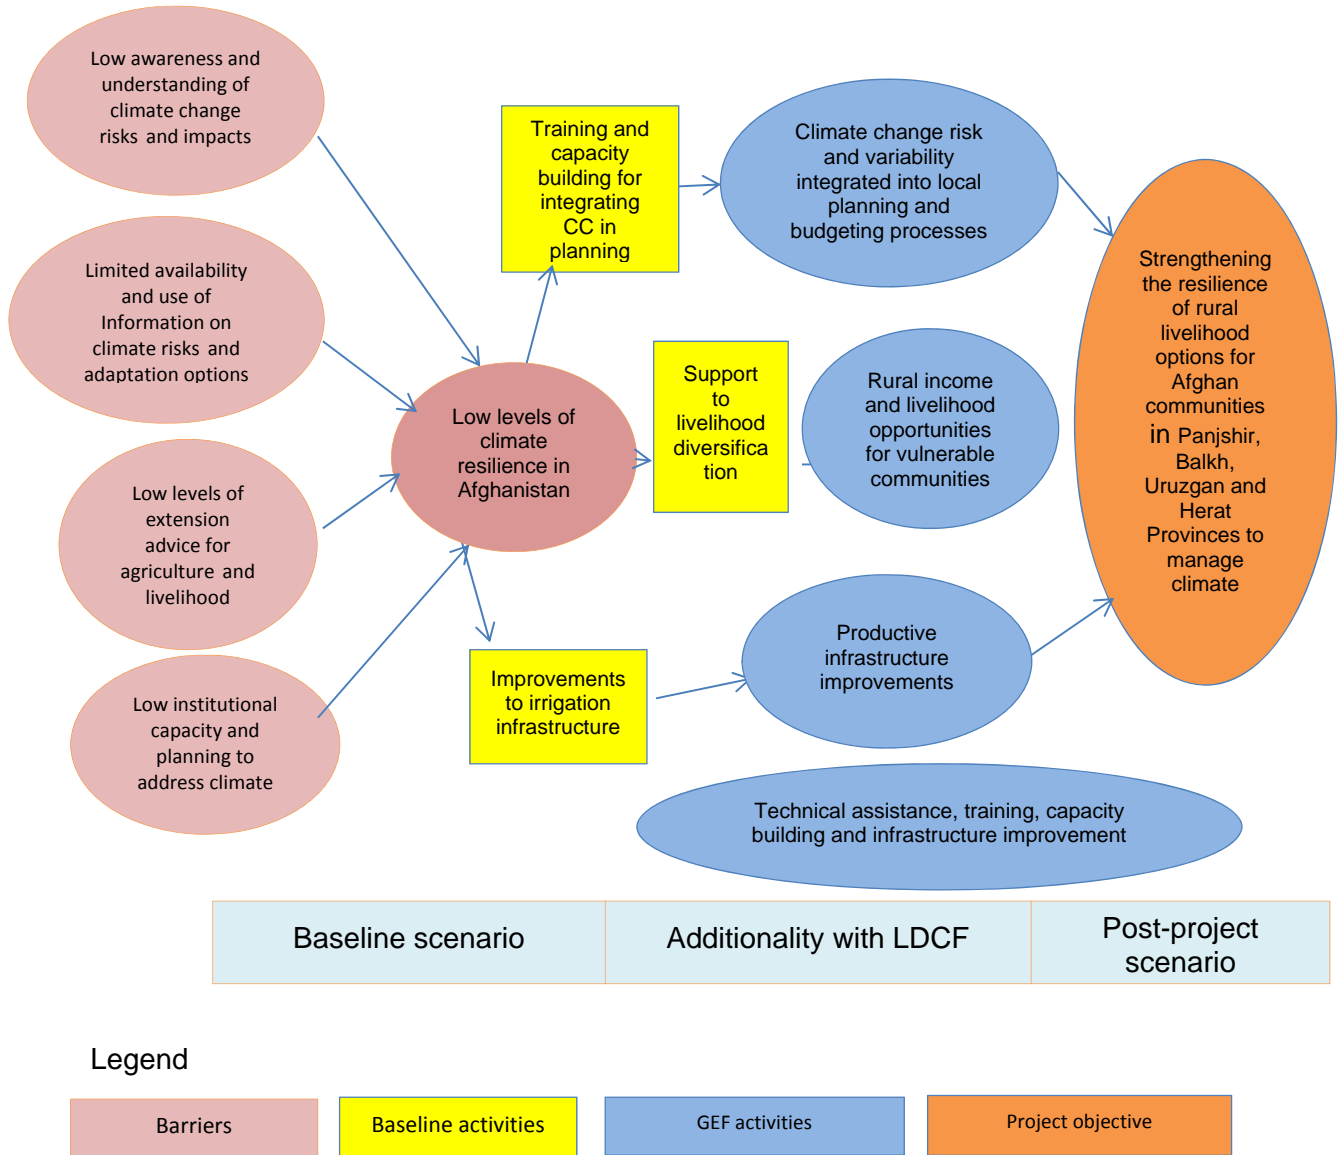 Low awareness and
understanding of
climate change
risks and impacts
Limited availability
and use of
Information on
climate risks and
adaptation options
Low levels of
extension
advice for
agriculture and
livelihood
Low institutional
capacity and
planning to
address climate
Low levels of
climate
resilience in
Afghanistan
Training and
capacity
building for
integrating
CC in
planning
Support
to
livelihood
diversifica
tion
Improvements
to irrigation
infrastructure
Climate change risk
and variability
integrated into local
planning and
budgeting processes
Rural income
and livelihood
opportunities
for vulnerable
communities
Productive
infrastructure
improvements
Technical assistance, training, capacity
building and infrastructure improvement
Strengthening
the resilience
of rural
livelihood
options for
Afghan
communities
in Panjshir,
Balkh,
Uruzgan and
Herat
Provinces to
manage
climate
Baseline scenario
Additionality with LDCF
Post-project
scenario
Legend
Barriers
Baseline activities
GEF activities
Project objective